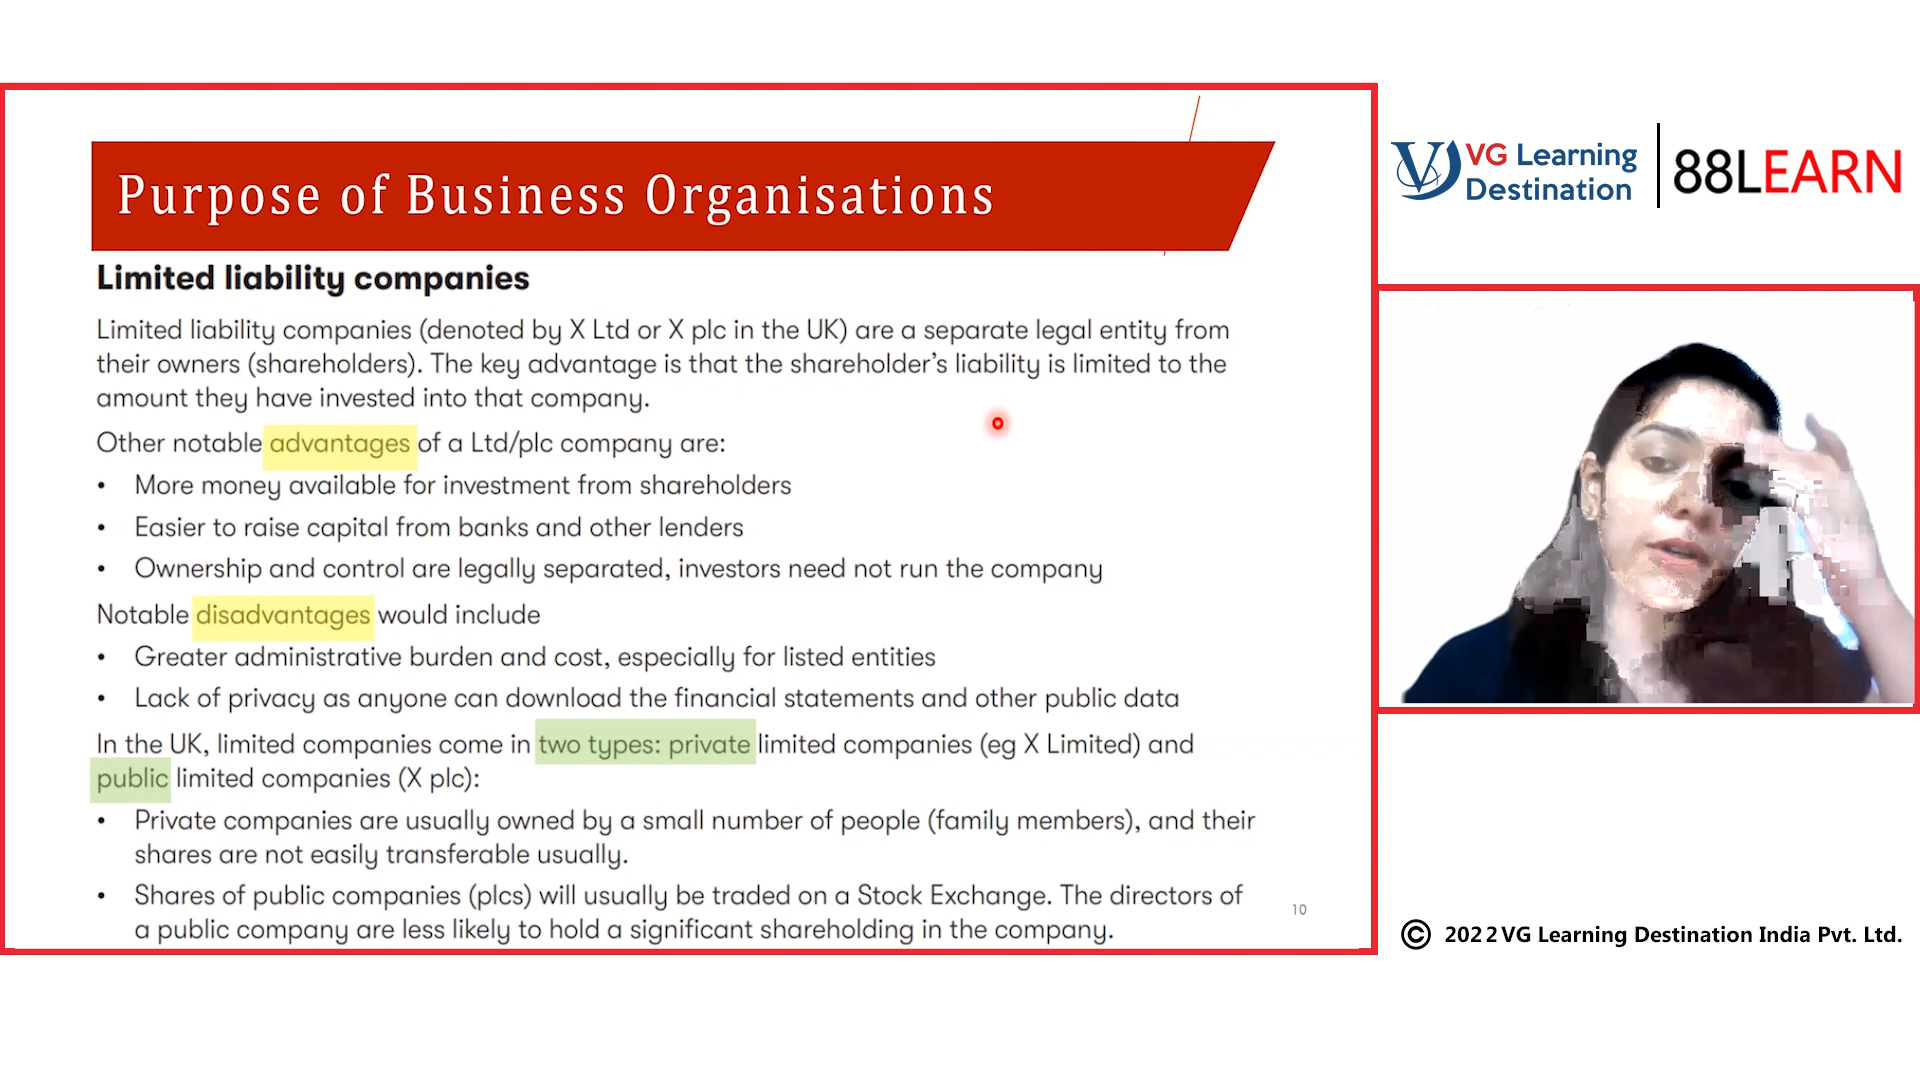 Purpose of Business Organisations
Limited liability companies
Limited liability companies (denoted by X Ltd or X plc in the UK) are a separate legal entity from
their owners (shareholders). The key advantage is that the shareholder’s liability is limited to the
amount they have invested into that company.
Other notable advantages of a Ltd/plc company are:
• More money available for investment from shareholders
• Easier to raise capital from banks and other lenders
• Ownership and control are legally separated, investors need not run the company
Notable disadvantages would include
• Greater administrative burden and cost, especially for listed entities
• Lack of privacy as anyone can download the financial statements and other public data
In the UK, limited companies come in two types: private limited companies (eg X Limited) and
public limited companies (X plc):
• Private companies are usually owned by a small number of people (family members), and their
shares are not easily transferable usually.
• Shares of public companies (plcs) will usually be traded on a Stock Exchange. The directors of
a public company are less likely to hold a significant shareholding in the company.
10
VG Learning
Destination
88LEARN
© 2022 VG Learning Destination India Pvt. Ltd.